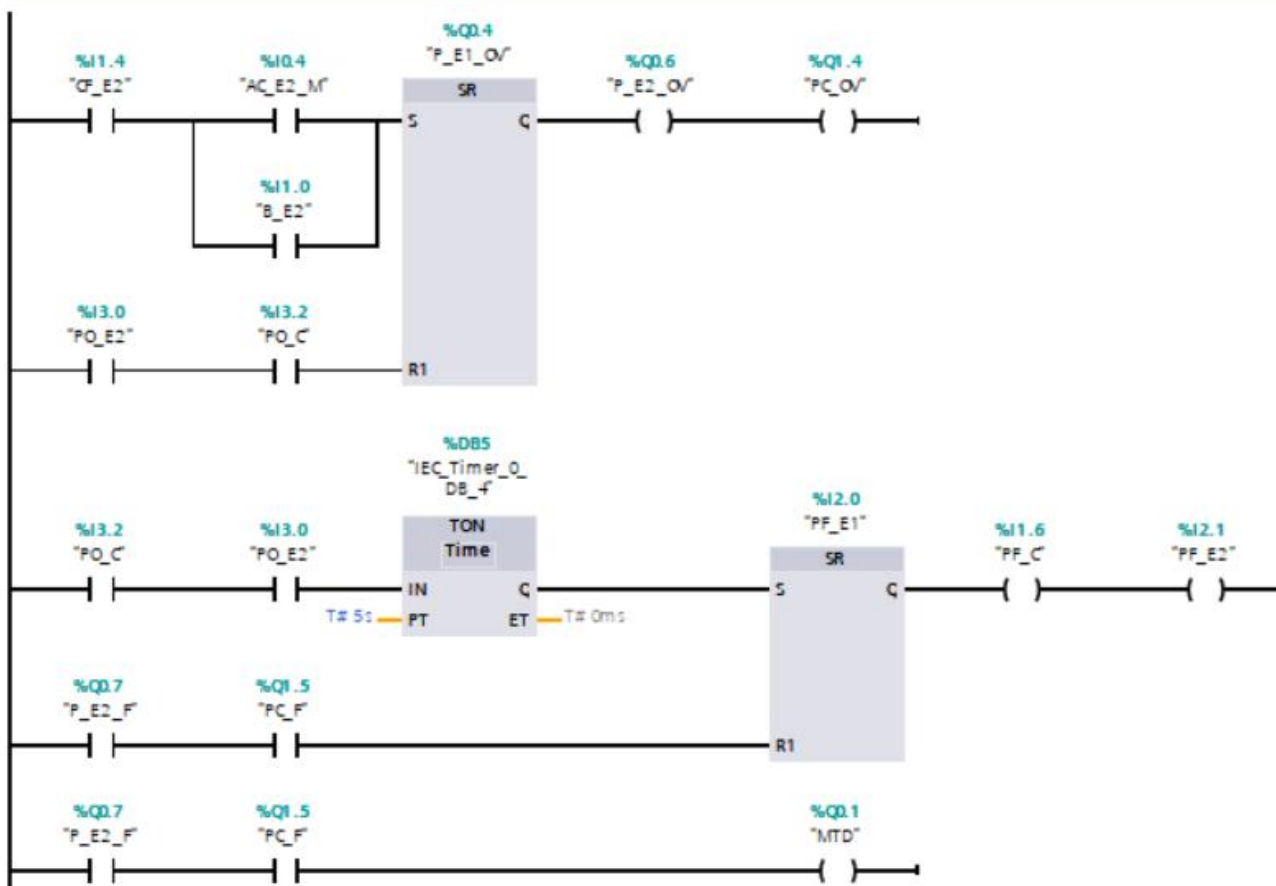 %Q0.4
"P_E1_OV"
%I1.4
"CF_E2"
%I0.4
"AC_E2_M"
SR
%Q0.6
"P_E2_OV"
%Q1.4
"PC_OV"
S
Q
%I1.0
"B_E2"
%I3.0
"PO_E2"
%I3.2
"PO_C"
R1
%DB5
"IEC_Timer_0_
DB_4"
%I3.2
"PO_C"
%I3.0
"PO_E2"
TON
Time
%I2.0
"PF_E1"
SR
%I1.6
"PF_C"
%I2.1
"PF_E2"
IN
Q
S
Q
T# 5s
PT
ET
T# 0ms
%Q0.7
"P_E2_F"
%Q1.5
"PC_F"
R1
%Q0.7
"P_E2_F"
%Q1.5
"PC_F"
%Q0.1
"MTD"